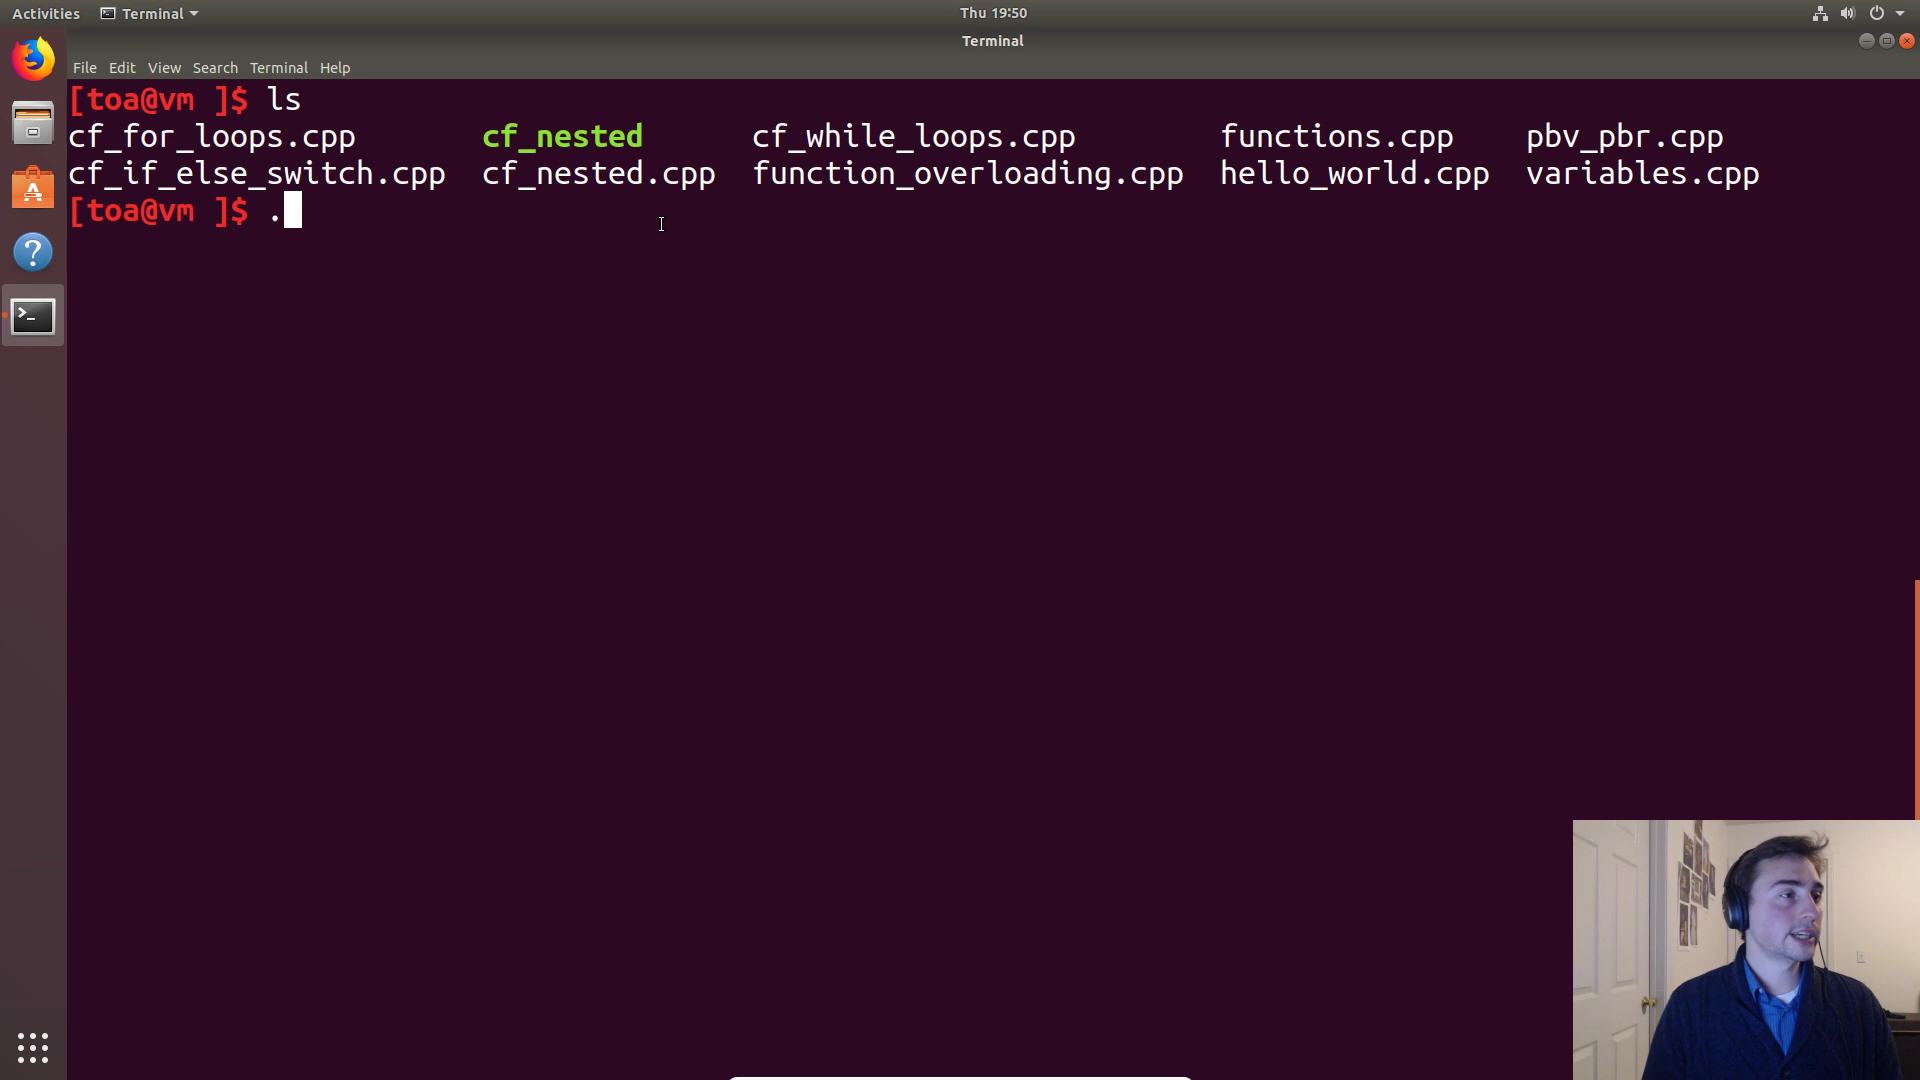 Activities Terminal Thu 19:50
Terminal
File Edit View Search Terminal Help
[toa@vm ]$ ls
cf_for_loops.cpp cf_nested cf_while_loops.cpp functions.cpp pbv_pbr.cpp
cf_if_else_switch.cpp cf_nested.cpp function_overloading.cpp hello_world.cpp variables.cpp
[toa@vm ]$ .